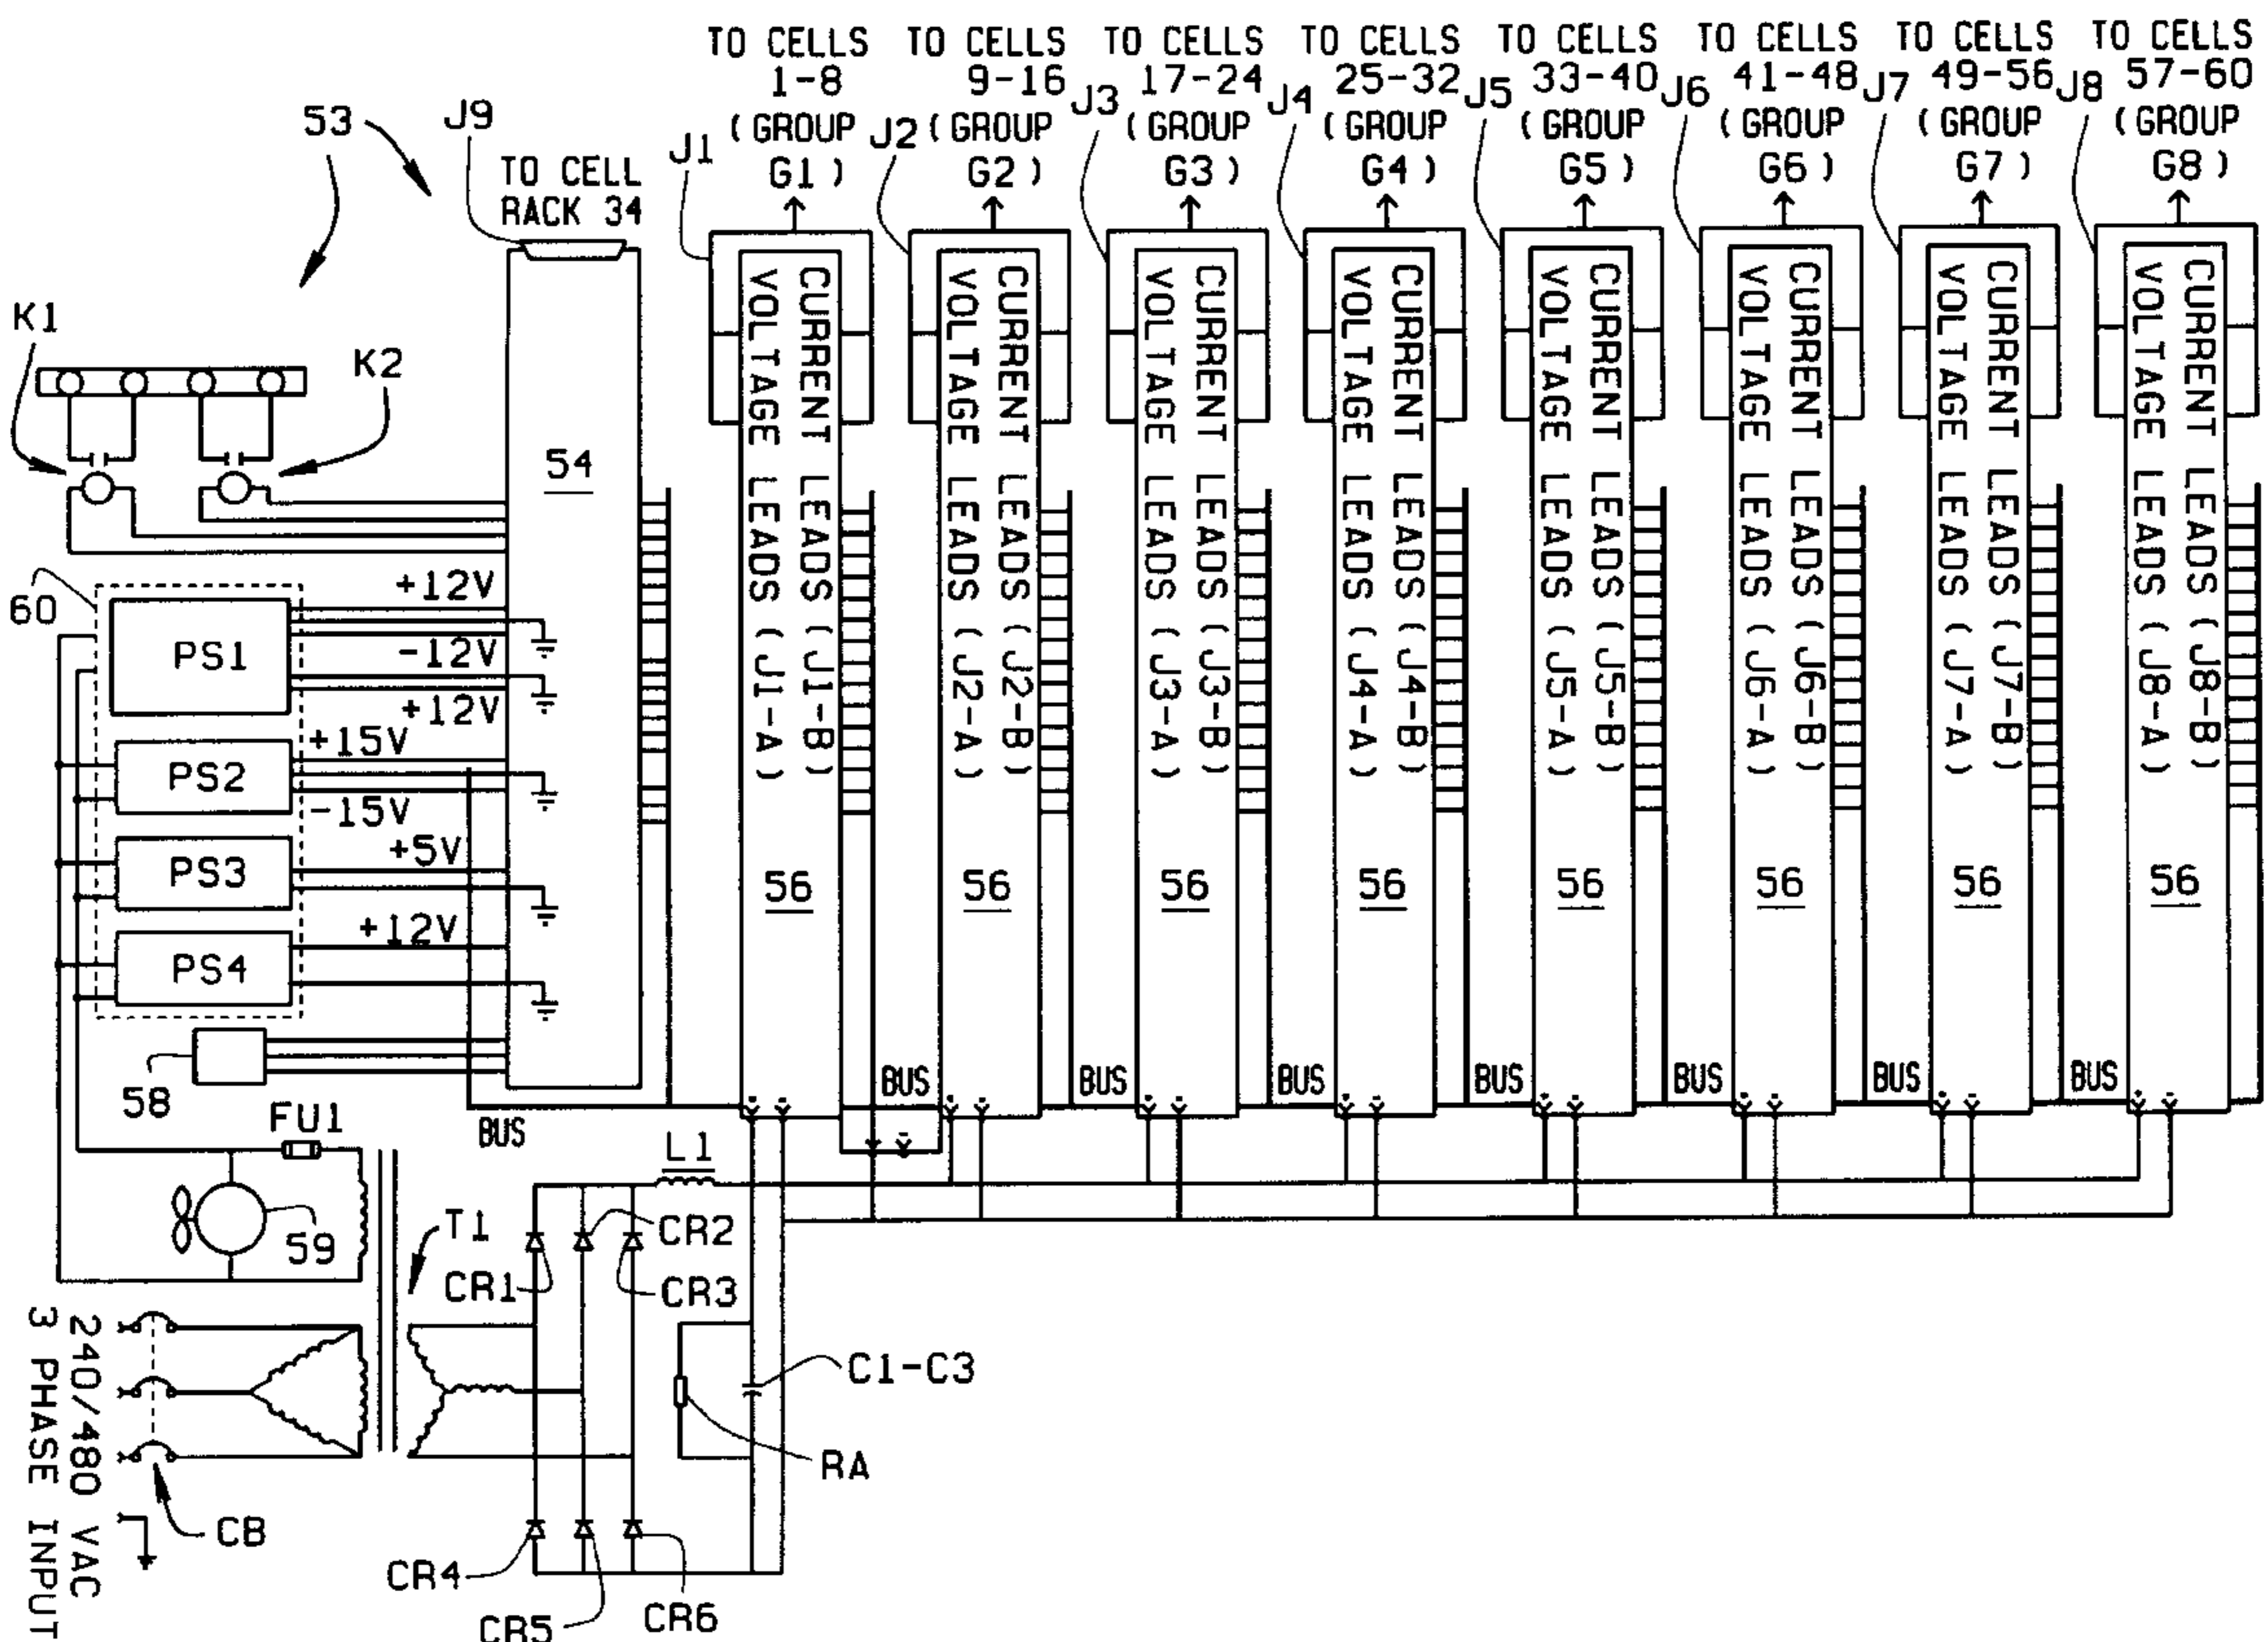 TO CELLS
1-8
(GROUP
G1)
TO CELLS
9-16
(GROUP
G2)
TO CELLS
17-24
(GROUP
G3)
TO CELLS
25-32
(GROUP
G4)
TO CELLS
33-40
(GROUP
G5)
TO CELLS
41-48
(GROUP
G6)
TO CELLS
49-56
(GROUP
G7)
TO CELLS
57-60
(GROUP
G8)
53
J9
J1
J2
J3
J4
J5
J6
J7
J8
TO CELL
RACK 34
K1
K2
54
CURRENT LEADS (J1-B)
VOLTAGE LEADS (J1-A)
56
CURRENT LEADS (J2-B)
VOLTAGE LEADS (J2-A)
56
CURRENT LEADS (J3-B)
VOLTAGE LEADS (J3-A)
56
CURRENT LEADS (J4-B)
VOLTAGE LEADS (J4-A)
56
CURRENT LEADS (J5-B)
VOLTAGE LEADS (J5-A)
56
CURRENT LEADS (J6-B)
VOLTAGE LEADS (J6-A)
56
CURRENT LEADS (J7-B)
VOLTAGE LEADS (J7-A)
56
CURRENT LEADS (J8-B)
VOLTAGE LEADS (J8-A)
56
60
PS1
+12V
-12V
+12V
PS2
+15V
-15V
PS3
+5V
PS4
+12V
58
BUS
BUS
BUS
BUS
BUS
BUS
BUS
BUS
FU1
L1
59
T1
CR1
CR2
CR3
C1-C3
RA
CB
CR4
CR5
CR6
240/480 VAC
3 PHASE INPUT